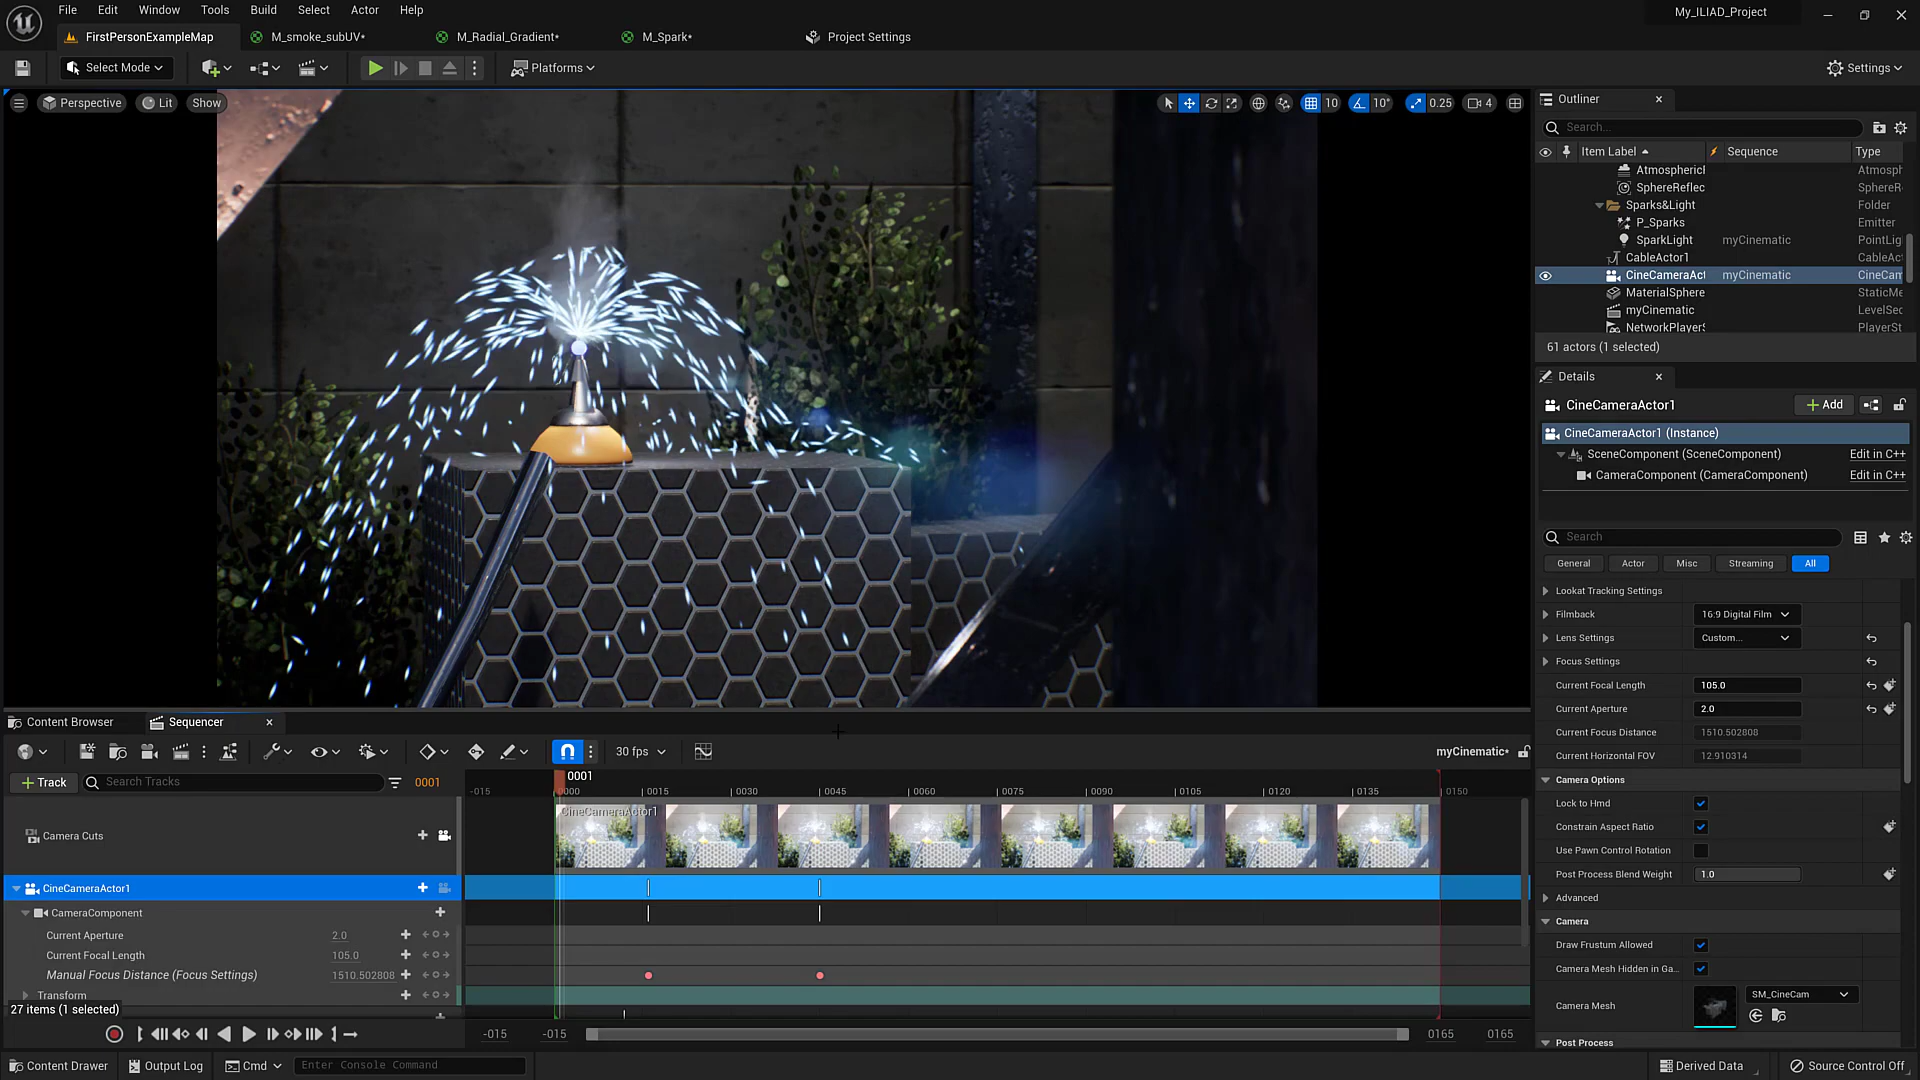 File Edit Window Tools Build Select Actor Help
My_ILIAD_Project
FirstPersonExampleMap
M_smoke_subUV*
M_Radial_Gradient*
M_Spark*
Project Settings
Select Mode
Platforms
Settings
Perspective
Lit
Show
10
10°
0.25
4
Outliner
Search...
Item Label
Sequence
Type
Atmospheric
Atmosph
SphereReflec
SphereR
Sparks&Light
Folder
P_Sparks
Emitter
SparkLight
myCinematic
PointLig
CableActor1
CableAc
CineCameraAct
myCinematic
CineCam
MaterialSphere
StaticMe
myCinematic
LevelSec
NetworkPlayerS
PlayerSt
61 actors (1 selected)
Details
CineCameraActor1
Add
CineCameraActor1 (Instance)
SceneComponent (SceneComponent)
Edit in C++
CameraComponent (CameraComponent)
Edit in C++
Search
General
Actor
Misc
Streaming
All
Lookat Tracking Settings
Filmback
16:9 Digital Film
Lens Settings
Custom...
Focus Settings
Current Focal Length
105.0
Current Aperture
2.0
Current Focus Distance
1510.502808
Current Horizontal FOV
12.910314
Camera Options
Lock to Hmd
Constrain Aspect Ratio
Use Pawn Control Rotation
Post Process Blend Weight
1.0
Advanced
Camera
Draw Frustum Allowed
Camera Mesh Hidden in Ga...
Camera Mesh
SM_CineCam
Post Process
Content Browser
Sequencer
30 fps
myCinematic*
Track
Search Tracks
0001
0001
-015
0000
0015
0030
0045
0060
0075
0090
0105
0120
0135
0150
Camera Cuts
CineCameraActor1
CineCameraActor1
CameraComponent
Current Aperture
2.0
Current Focal Length
105.0
Manual Focus Distance (Focus Settings)
1510.502808
Transform
27 items (1 selected)
-015
-015
0165
0165
Content Drawer
Output Log
Cmd
Enter Console Command
Derived Data
Source Control Off